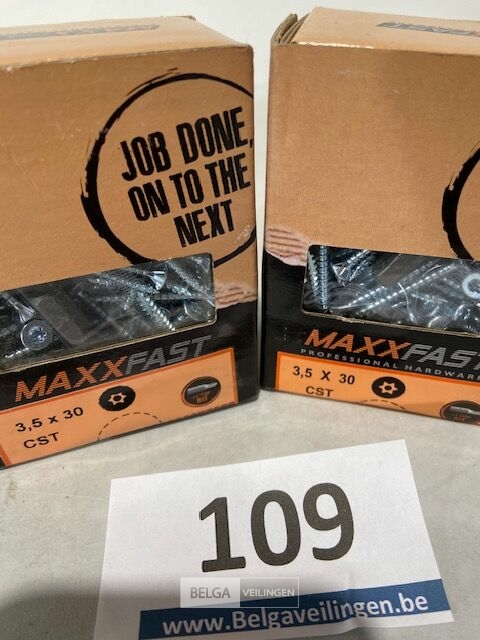 JOB DONE,
ON TO THE
NEXT
MAXXFAST
3,5 x 30
CST
MAXXFAST
PROFESSIONAL HARDWARE
3,5 X 30
CST
109
BELGA VEILINGEN
www.Belgaveilingen.be